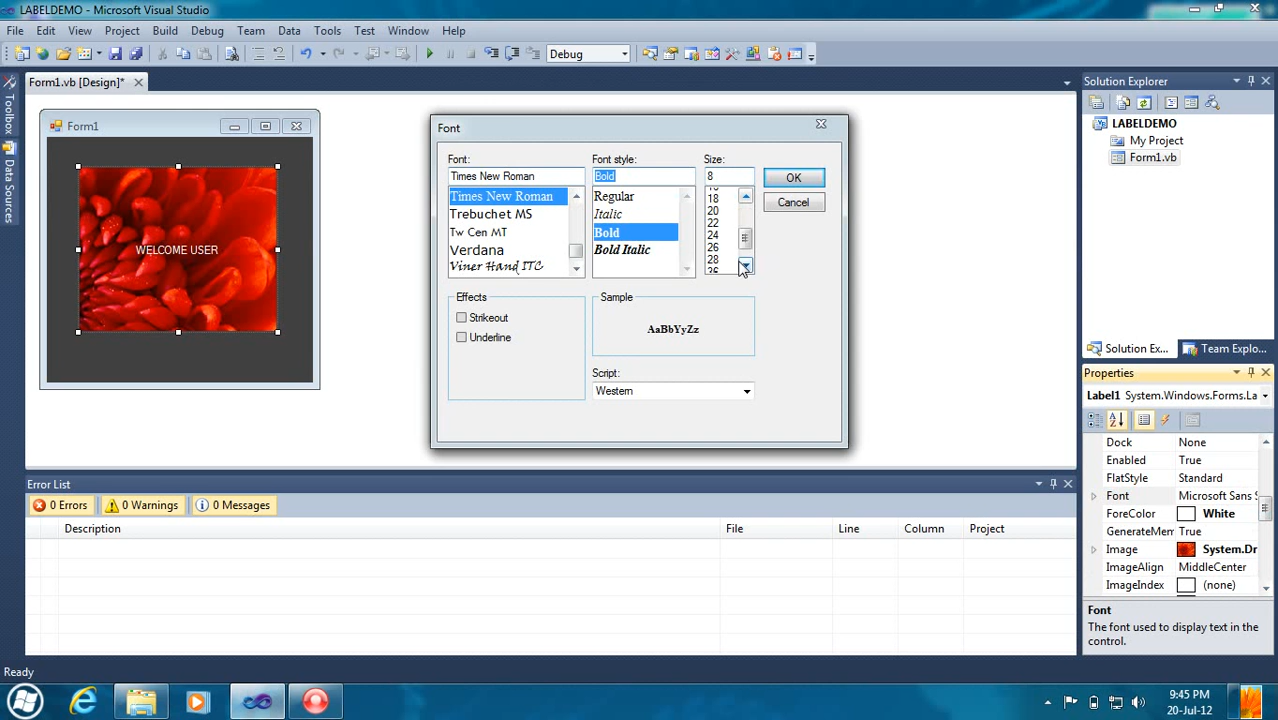 LABELDEMO - Microsoft Visual Studio
File Edit View Project Build Debug Team Data Tools Test Window Help
Debug
Toolbox
Data Sources
Form1.vb [Design]*
Form1
WELCOME USER
Font
Font: Font style: Size:
Times New Roman Bold 8
Times New Roman
Trebuchet MS
Tw Cen MT
Verdana
Viner Hand ITC
Regular
Italic
Bold
Bold Italic
18
20
22
24
26
28
OK
Cancel
Effects
Strikeout
Underline
Sample
AaBbYyZz
Script:
Western
Solution Explorer
LABELDEMO
My Project
Form1.vb
Solution Ex... Team Explo...
Properties
Label1 System.Windows.Forms.La
Dock None
Enabled True
FlatStyle Standard
Font Microsoft Sans S
ForeColor White
GenerateMem True
Image System.Dr
ImageAlign MiddleCenter
ImageIndex (none)
Font
The font used to display text in the
control.
Error List
0 Errors 0 Warnings 0 Messages
Description File Line Column Project
Ready
9:45 PM
20-Jul-12